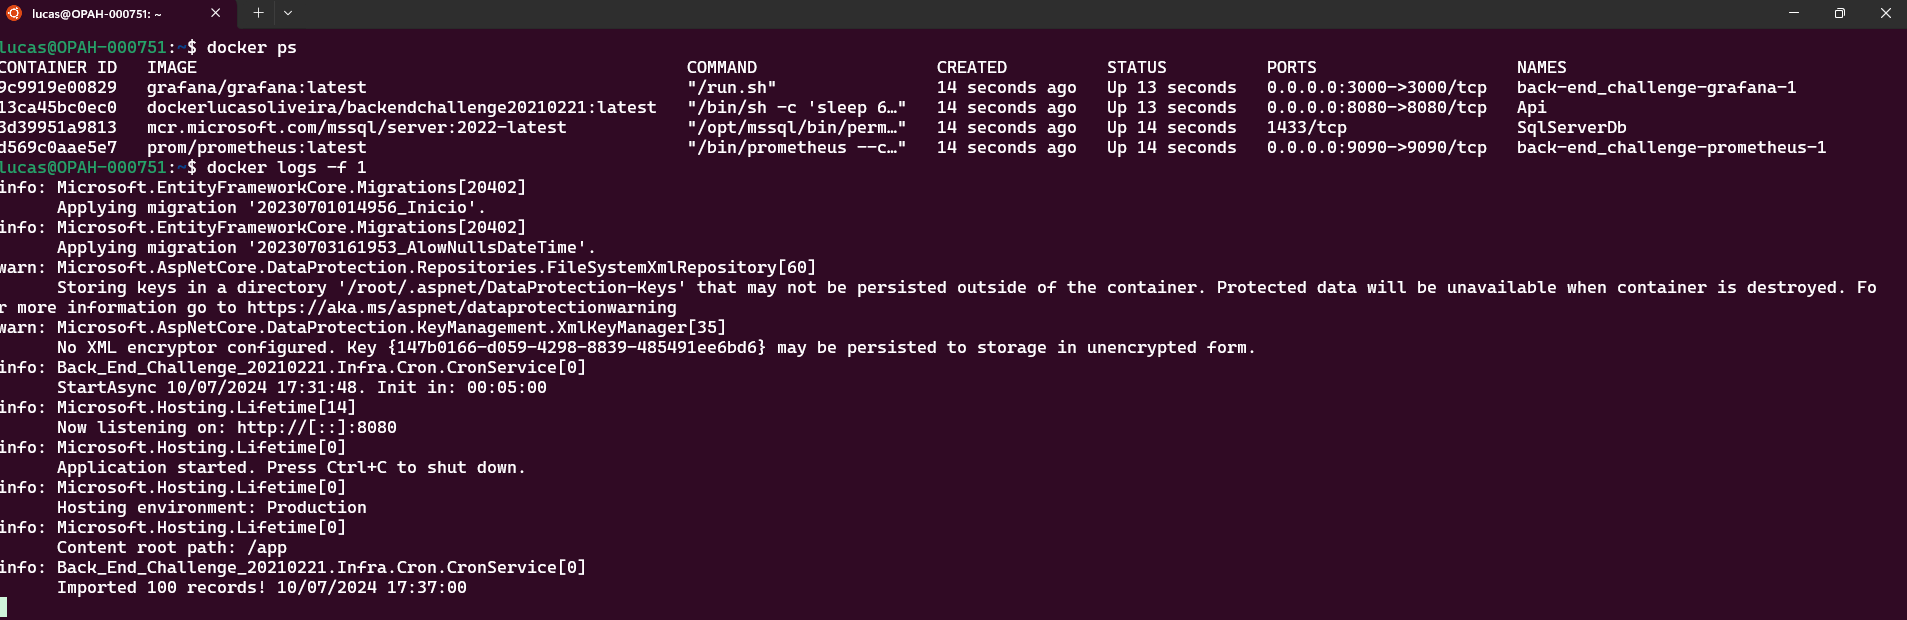 lucas@OPAH-000751: ~
lucas@OPAH-000751:~$ docker ps
CONTAINER ID   IMAGE                                              COMMAND                  CREATED          STATUS          PORTS                    NAMES
9c9919e00829   grafana/grafana:latest                             "/run.sh"                14 seconds ago   Up 13 seconds   0.0.0.0:3000->3000/tcp   back-end_challenge-grafana-1
13ca45bc0ec0   dockerlucasoliveira/backendchallenge20210221:latest   "/bin/sh -c 'sleep 6…"   14 seconds ago   Up 13 seconds   0.0.0.0:8080->8080/tcp   Api
3d39951a9813   mcr.microsoft.com/mssql/server:2022-latest         "/opt/mssql/bin/perm…"   14 seconds ago   Up 14 seconds   1433/tcp                 SqlServerDb
d569c0aae5e7   prom/prometheus:latest                             "/bin/prometheus --c…"   14 seconds ago   Up 14 seconds   0.0.0.0:9090->9090/tcp   back-end_challenge-prometheus-1
lucas@OPAH-000751:~$ docker logs -f 1
info: Microsoft.EntityFrameworkCore.Migrations[20402]
      Applying migration '20230701014956_Inicio'.
info: Microsoft.EntityFrameworkCore.Migrations[20402]
      Applying migration '20230703161953_AlowNullsDateTime'.
warn: Microsoft.AspNetCore.DataProtection.Repositories.FileSystemXmlRepository[60]
      Storing keys in a directory '/root/.aspnet/DataProtection-Keys' that may not be persisted outside of the container. Protected data will be unavailable when container is destroyed. Fo
r more information go to https://aka.ms/aspnet/dataprotectionwarning
warn: Microsoft.AspNetCore.DataProtection.KeyManagement.XmlKeyManager[35]
      No XML encryptor configured. Key {147b0166-d059-4298-8839-485491ee6bd6} may be persisted to storage in unencrypted form.
info: Back_End_Challenge_20210221.Infra.Cron.CronService[0]
      StartAsync 10/07/2024 17:31:48. Init in: 00:05:00
info: Microsoft.Hosting.Lifetime[14]
      Now listening on: http://[::]:8080
info: Microsoft.Hosting.Lifetime[0]
      Application started. Press Ctrl+C to shut down.
info: Microsoft.Hosting.Lifetime[0]
      Hosting environment: Production
info: Microsoft.Hosting.Lifetime[0]
      Content root path: /app
info: Back_End_Challenge_20210221.Infra.Cron.CronService[0]
      Imported 100 records! 10/07/2024 17:37:00